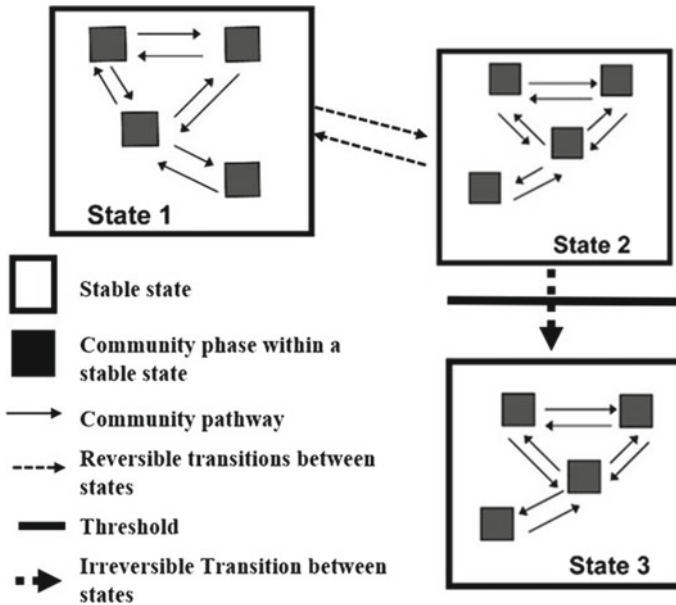 State 1
State 2
Stable state
Community phase within a
stable state
Community pathway
Reversible transitions between
states
Threshold
Irreversible Transition between
states
State 3